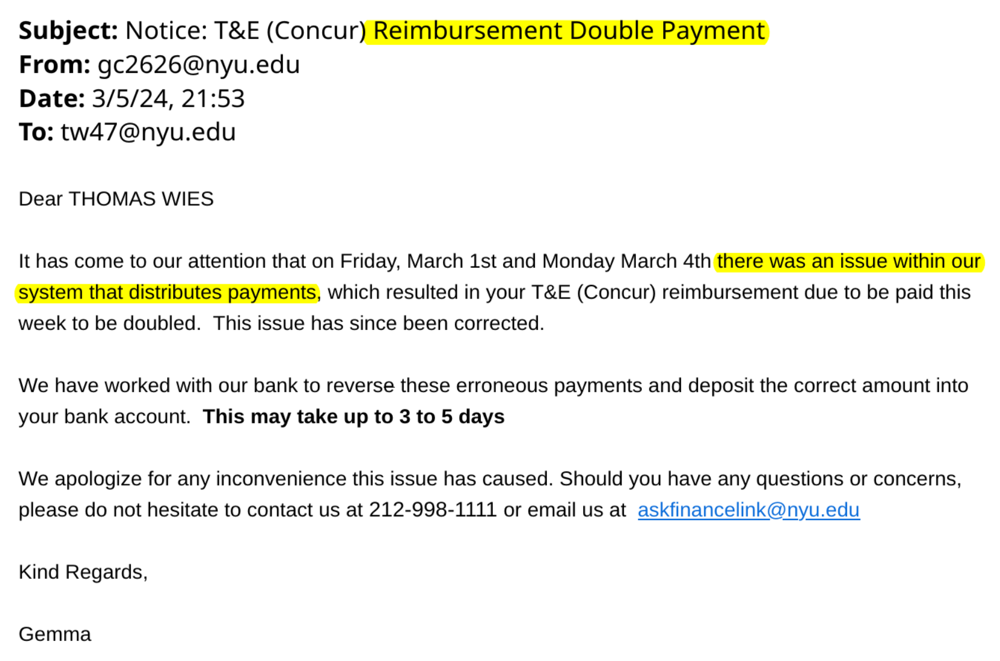 Subject: Notice: T&E (Concur) Reimbursement Double Payment
From: gc2626@nyu.edu
Date: 3/5/24, 21:53
To: tw47@nyu.edu
Dear THOMAS WIES
It has come to our attention that on Friday, March 1st and Monday March 4th there was an issue within our
system that distributes payments, which resulted in your T&E (Concur) reimbursement due to be paid this
week to be doubled.  This issue has since been corrected.
We have worked with our bank to reverse these erroneous payments and deposit the correct amount into
your bank account.  This may take up to 3 to 5 days
We apologize for any inconvenience this issue has caused. Should you have any questions or concerns,
please do not hesitate to contact us at 212-998-1111 or email us at  askfinancelink@nyu.edu
Kind Regards,
Gemma